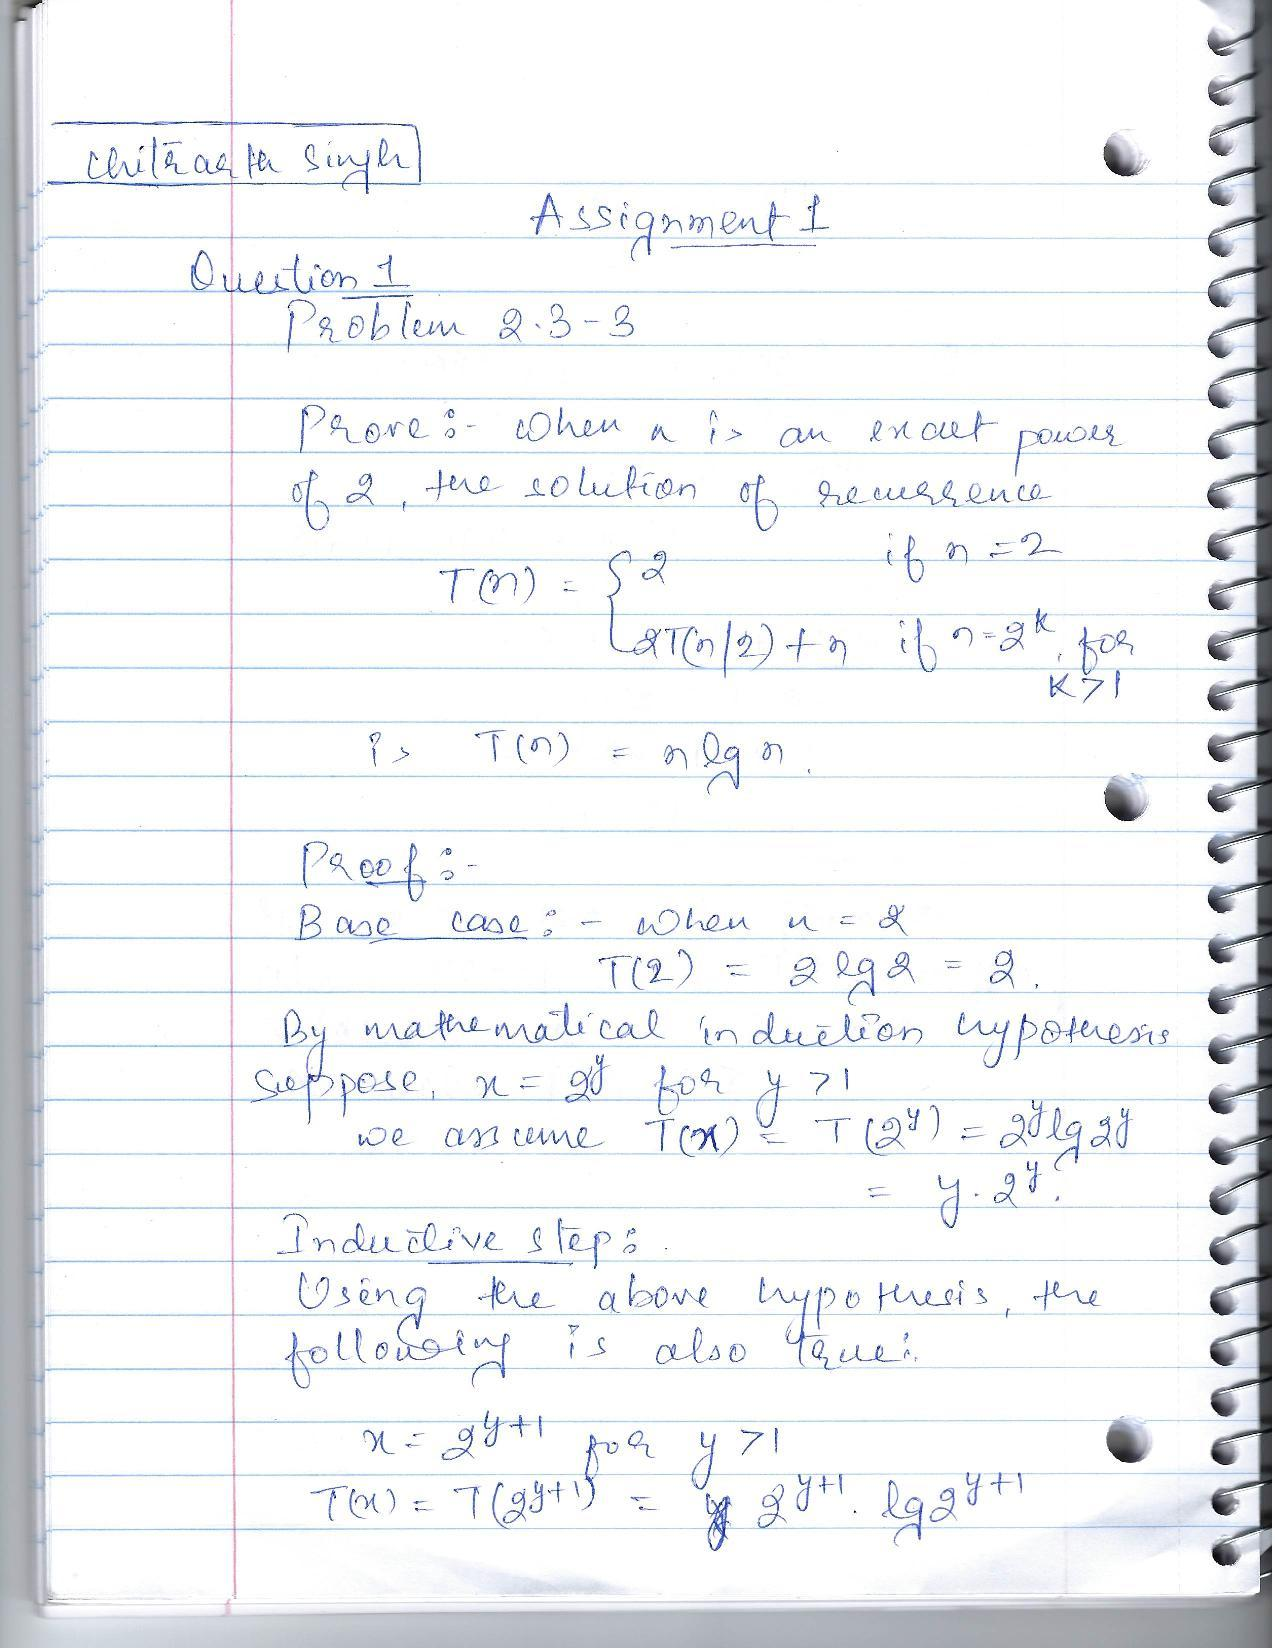 Chitraarth Singh
Assignment 1
Question 1
Problem 2.3-3
Prove:- When n is an exact power
of 2, the solution of recurrence
T(n) = { 2 if n = 2
2T(n/2) + n if n = 2^k, for
k > 1
is T(n) = n lg n.
Proof:-
Base case:- When n = 2
T(2) = 2 lg 2 = 2.
By mathematical induction hypothesis
suppose, x = 2^y for y > 1
we assume T(x) = T(2^y) = 2^y lg 2^y
= y . 2^y.
Inductive step:
Using the above hypothesis, the
following is also true:
x = 2^y+1 for y > 1
T(x) = T(2^y+1) = 2^y+1 . lg 2^y+1